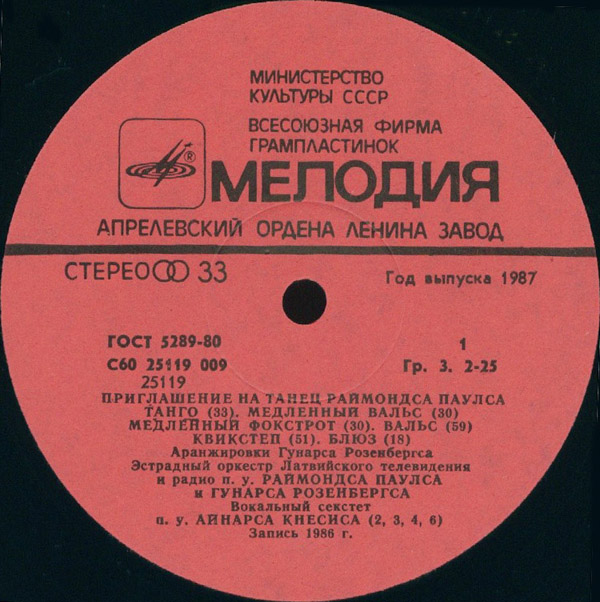 МИНИСТЕРСТВО
КУЛЬТУРЫ СССР
ВСЕСОЮЗНАЯ ФИРМА
ГРАМПЛАСТИНОК
®
МЕЛОДИЯ
АПРЕЛЕВСКИЙ ОРДЕНА ЛЕНИНА ЗАВОД
СТЕРЕО 33
Год выпуска 1987
ГОСТ 5289-80
1
С60 25119 009
Гр. 3. 2-25
25119
ПРИГЛАШЕНИЕ НА ТАНЕЦ РАЙМОНДСА ПАУЛСА
ТАНГО (33). МЕДЛЕННЫЙ ВАЛЬС (30)
МЕДЛЕННЫЙ ФОКСТРОТ (30). ВАЛЬС (59)
КВИКСТЕП (51). БЛЮЗ (18)
Аранжировки Гунарса Розенбергса
Эстрадный оркестр Латвийского телевидения
и радио п. у. РАЙМОНДСА ПАУЛСА
и ГУНАРСА РОЗЕНБЕРГСА
Вокальный секстет
п. у. АЙНАРСА КНЕСИСА (2, 3, 4, 6)
Запись 1986 г.